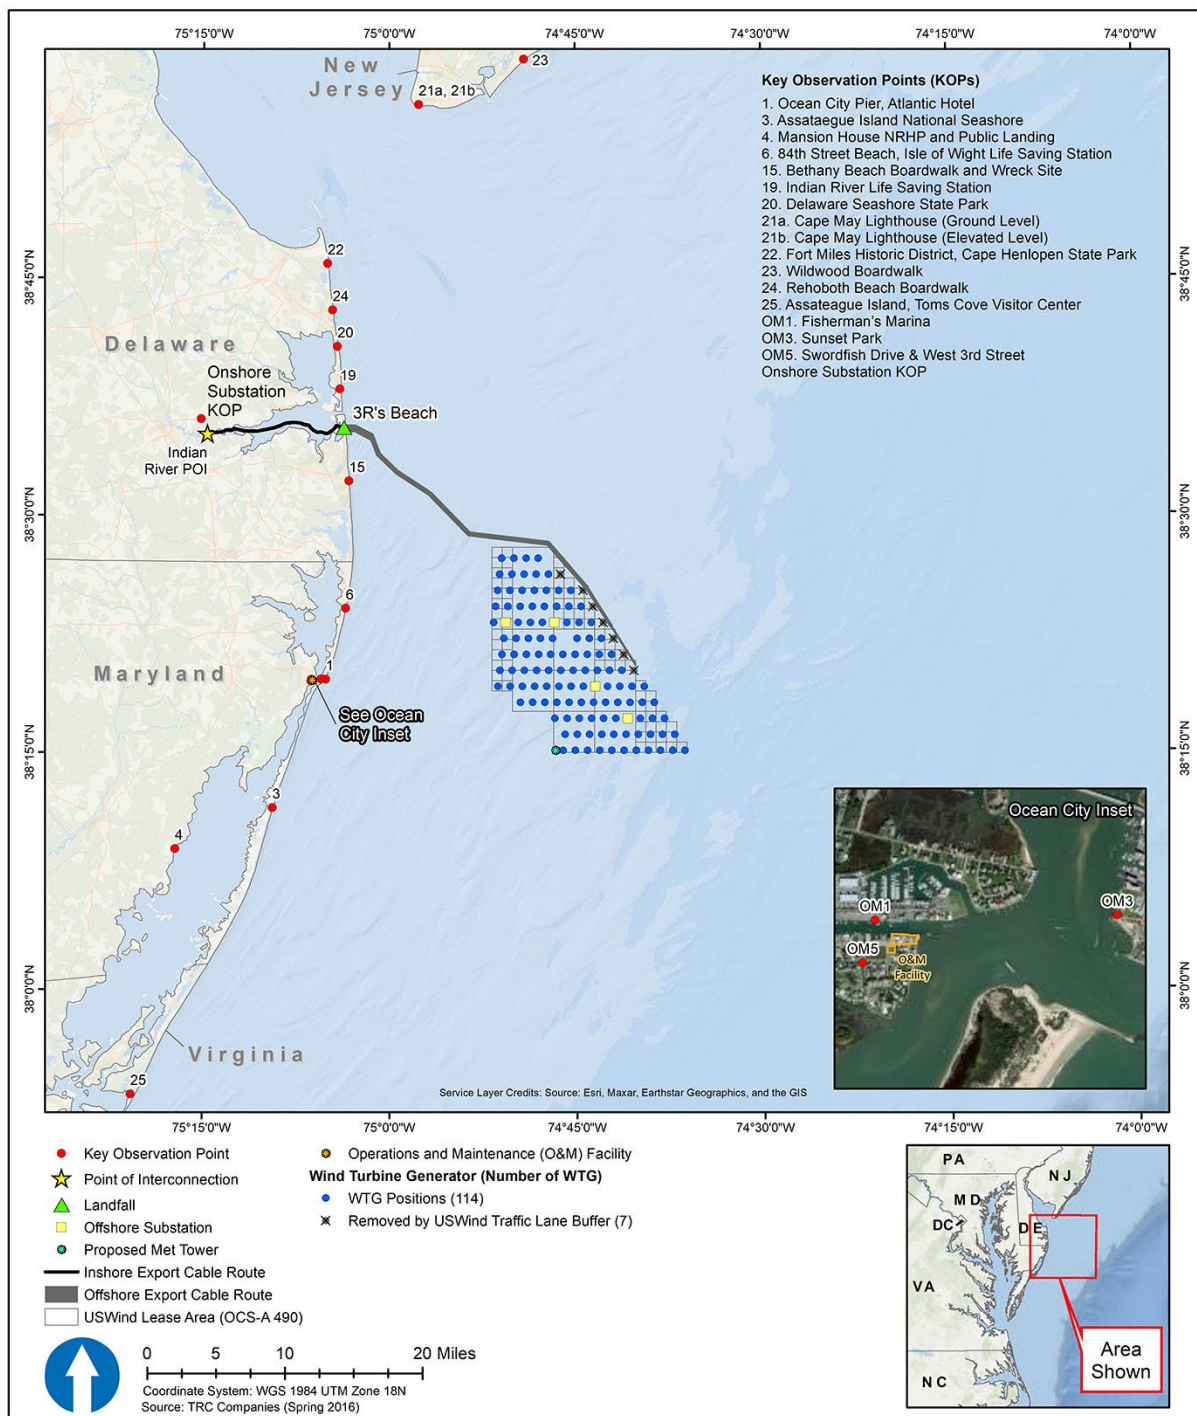 75°15'0"W 75°0'0"W 74°45'0"W 74°30'0"W 74°15'0"W 74°0'0"W
New
Jersey
23
21a, 21b
Key Observation Points (KOPs)
1. Ocean City Pier, Atlantic Hotel
3. Assataegue Island National Seashore
4. Mansion House NRHP and Public Landing
6. 84th Street Beach, Isle of Wight Life Saving Station
15. Bethany Beach Boardwalk and Wreck Site
19. Indian River Life Saving Station
20. Delaware Seashore State Park
21a. Cape May Lighthouse (Ground Level)
21b. Cape May Lighthouse (Elevated Level)
22. Fort Miles Historic District, Cape Henlopen State Park
23. Wildwood Boardwalk
24. Rehoboth Beach Boardwalk
25. Assateague Island, Toms Cove Visitor Center
OM1. Fisherman's Marina
OM3. Sunset Park
OM5. Swordfish Drive & West 3rd Street
Onshore Substation KOP
22
38°45'0"N 38°45'0"N
24
20
Delaware
19
Onshore
Substation
KOP
3R's Beach
Indian
River POI
15
38°30'0"N 38°30'0"N
6
Maryland
1
See Ocean
City Inset
38°15'0"N 38°15'0"N
3
4
Ocean City Inset
OM1
OM3
OM5
O&M
Facility
38°0'0"N 38°0'0"N
Virginia
25
Service Layer Credits: Source: Esri, Maxar, Earthstar Geographics, and the GIS
75°15'0"W 75°0'0"W 74°45'0"W 74°30'0"W 74°15'0"W 74°0'0"W
Key Observation Point
Point of Interconnection
Landfall
Offshore Substation
Proposed Met Tower
Inshore Export Cable Route
Offshore Export Cable Route
USWind Lease Area (OCS-A 490)
Operations and Maintenance (O&M) Facility
Wind Turbine Generator (Number of WTG)
WTG Positions (114)
Removed by USWind Traffic Lane Buffer (7)
0 5 10 20 Miles
Coordinate System: WGS 1984 UTM Zone 18N
Source: TRC Companies (Spring 2016)
PA
NJ
MD
DC
DE
VA
NC
Area
Shown